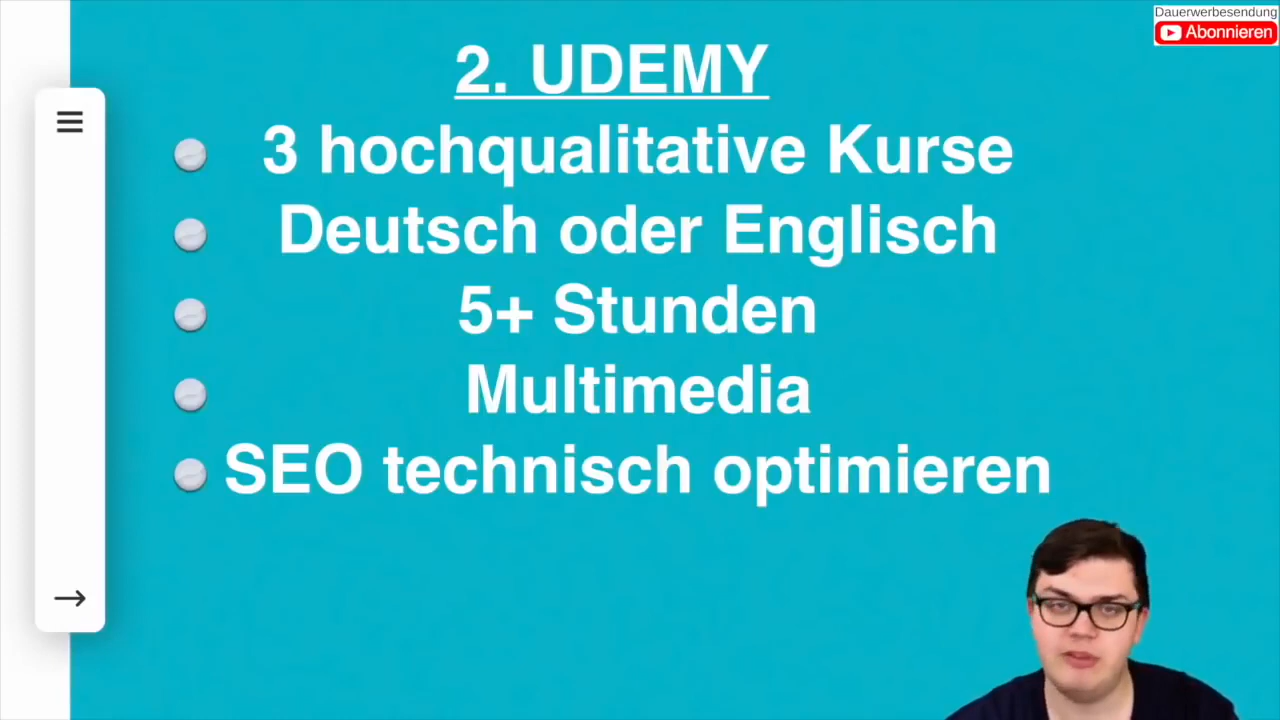 Dauerwerbesendung
Abonnieren
2. UDEMY
3 hochqualitative Kurse
Deutsch oder Englisch
5+ Stunden
Multimedia
SEO technisch optimieren